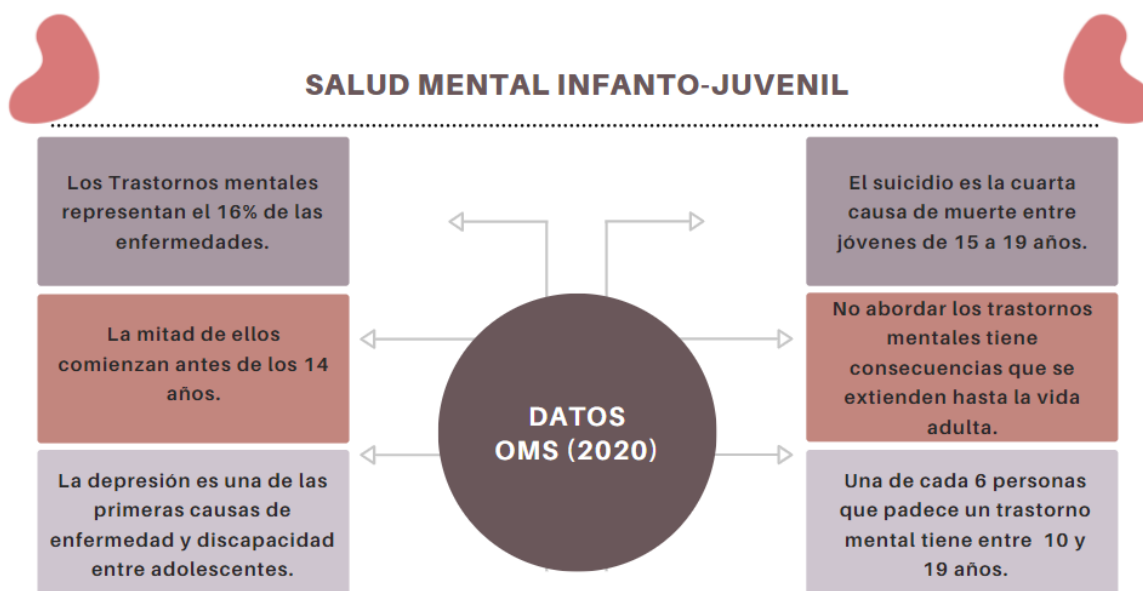 SALUD MENTAL INFANTO-JUVENIL
Los Trastornos mentales
representan el 16% de las
enfermedades.
La mitad de ellos
comienzan antes de los 14
años.
La depresión es una de las
primeras causas de
enfermedad y discapacidad
entre adolescentes.
DATOS
OMS (2020)
El suicidio es la cuarta
causa de muerte entre
jóvenes de 15 a 19 años.
No abordar los trastornos
mentales tiene
consecuencias que se
extienden hasta la vida
adulta.
Una de cada 6 personas
que padece un trastorno
mental tiene entre 10 y
19 años.